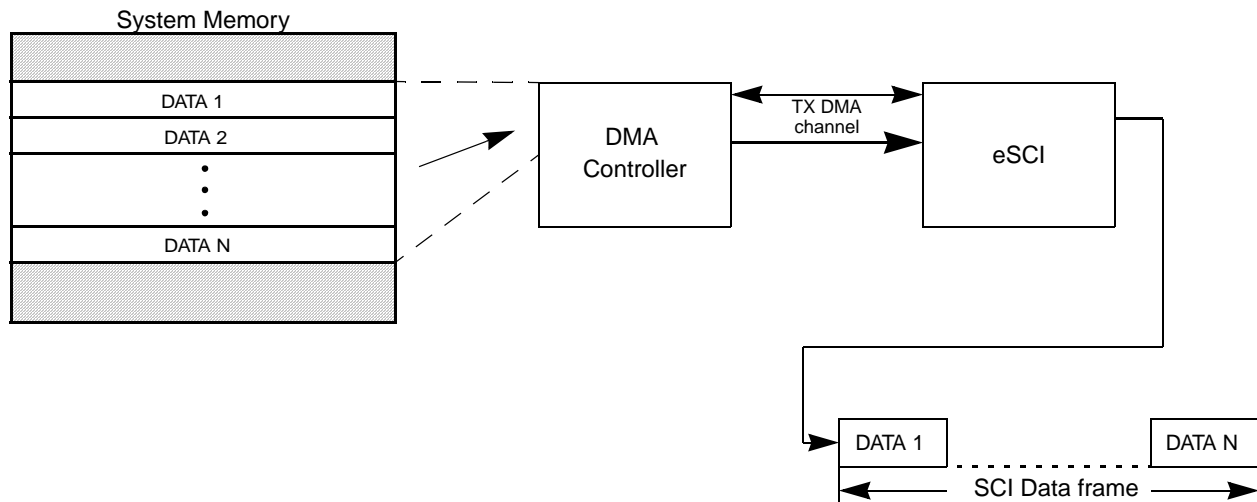 System Memory
DATA 1
DATA 2
DATA N
DMA
Controller
TX DMA
channel
eSCI
DATA 1
DATA N
SCI Data frame